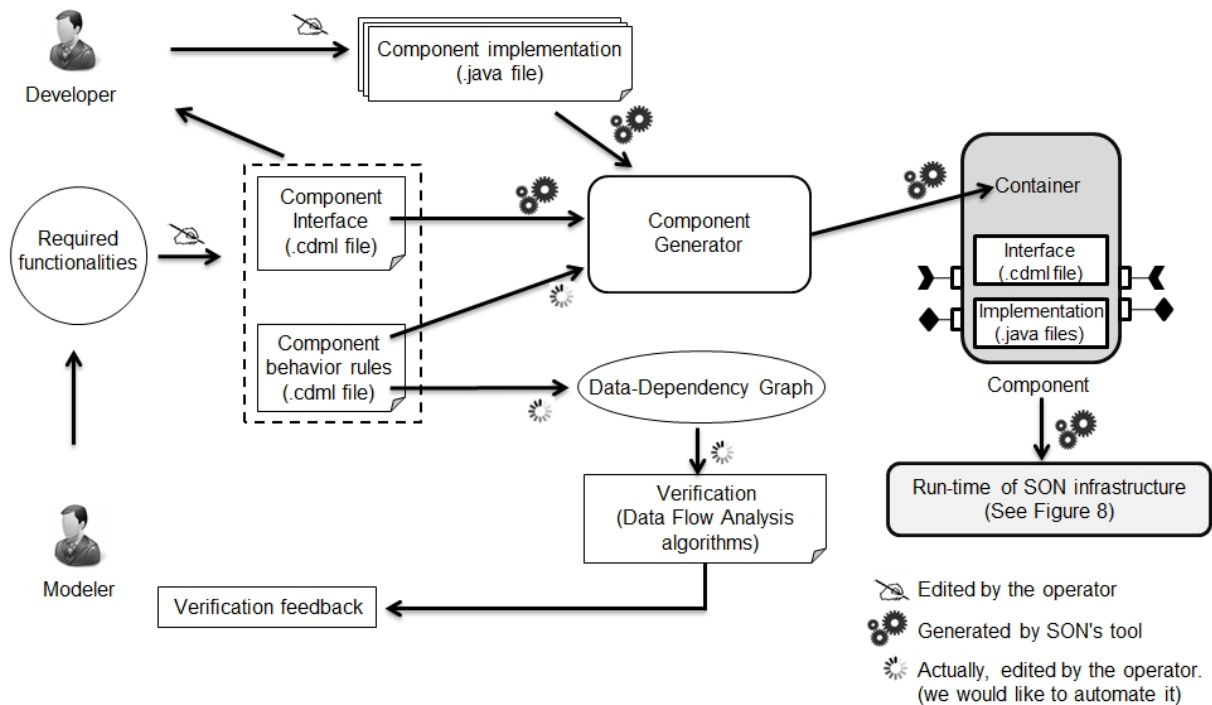 Developer
Component implementation
(.java file)
Required
functionalities
Component
Interface
(.cdml file)
Component
behavior rules
(.cdml file)
Component
Generator
Container
Interface
(.cdml file)
Implementation
(.java files)
Component
Data-Dependency Graph
Verification
(Data Flow Analysis
algorithms)
Run-time of SON infrastructure
(See Figure 8)
Modeler
Verification feedback
Edited by the operator
Generated by SON's tool
Actually, edited by the operator.
(we would like to automate it)